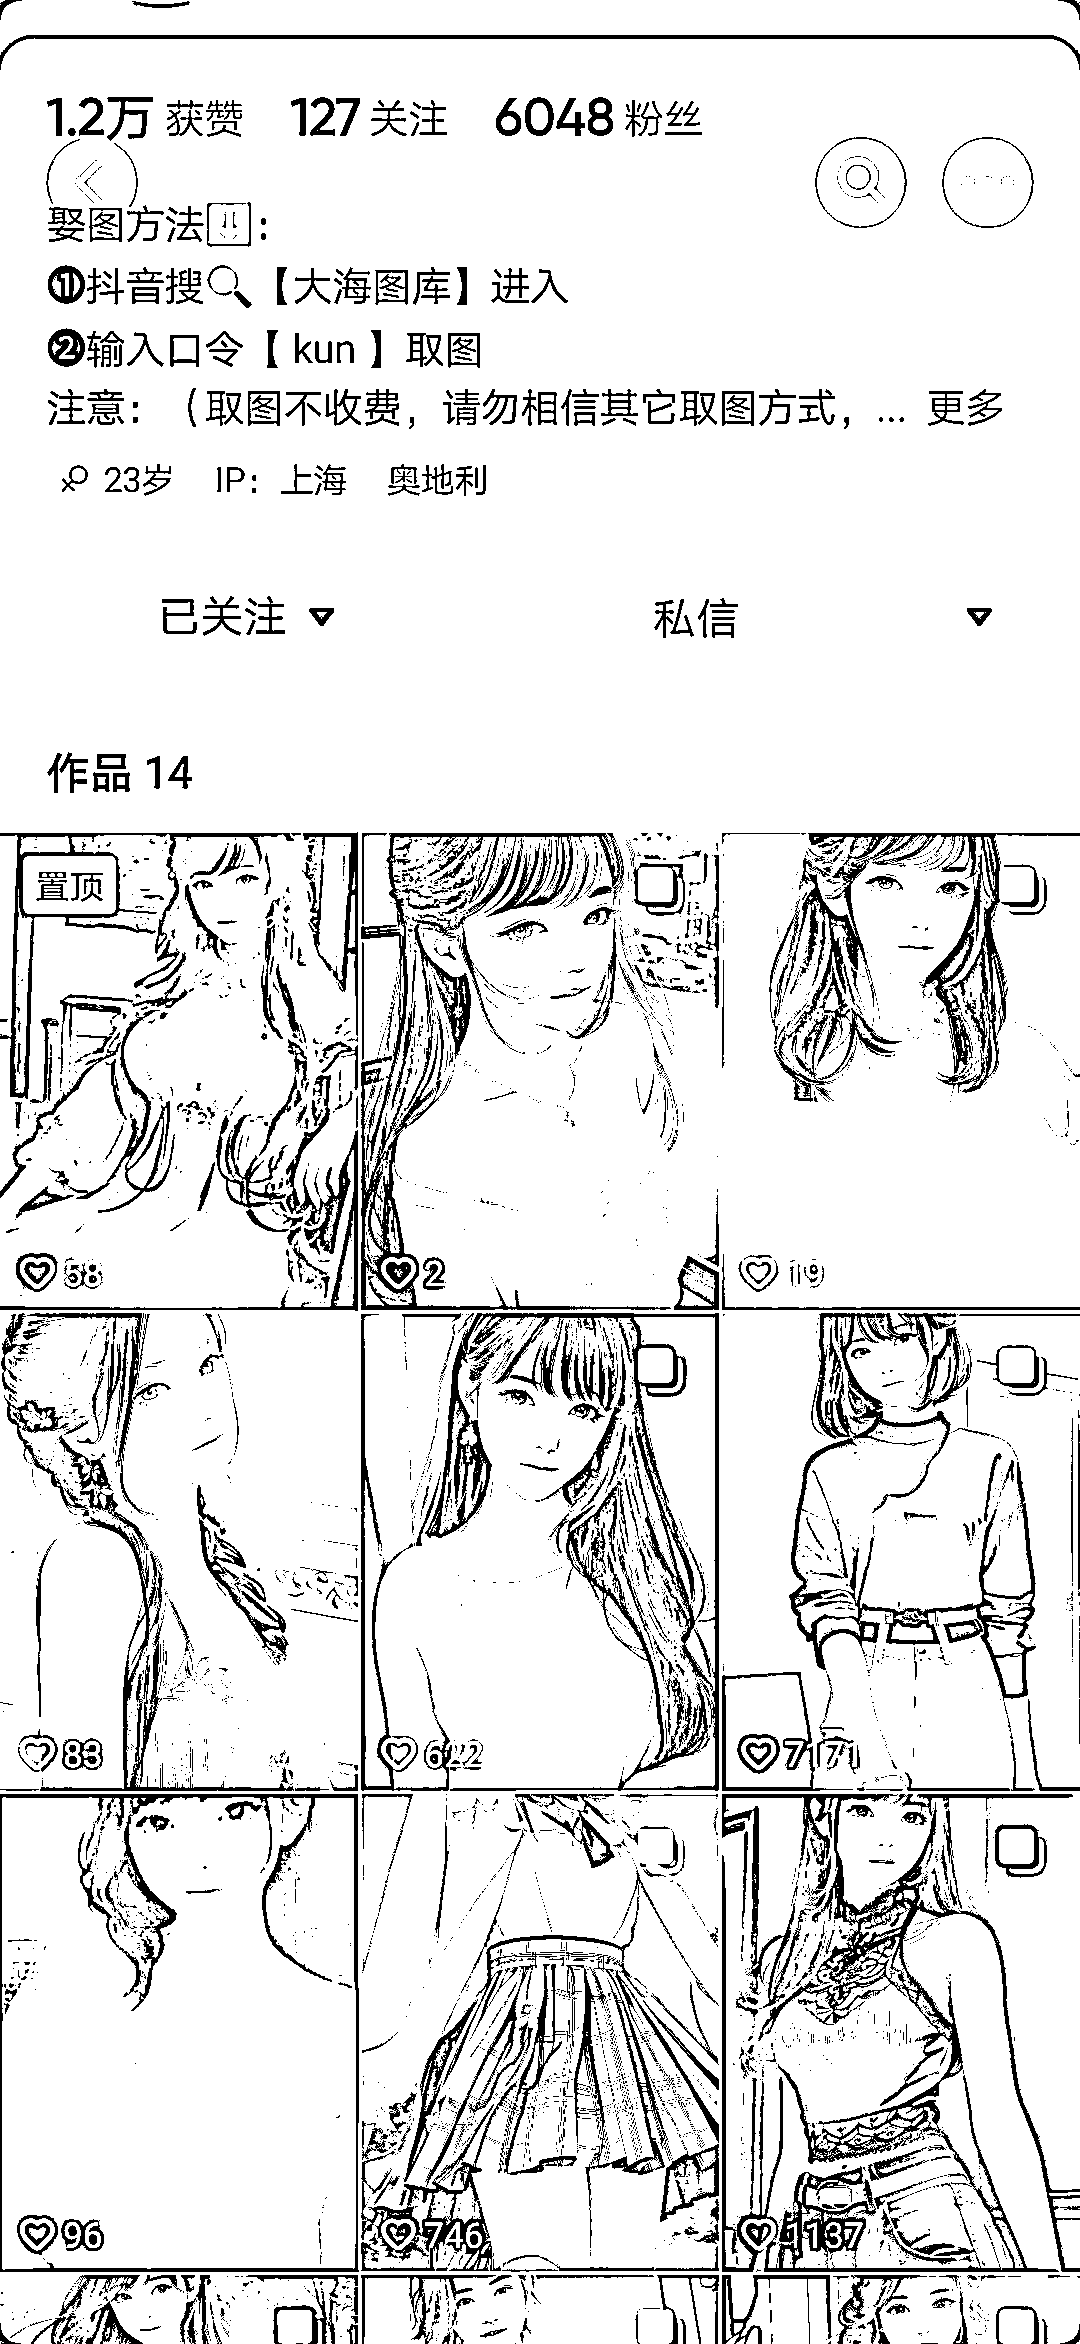 1.2万 获赞 127 关注 6048 粉丝
娶图方法:
①抖音搜🔍【大海图库】进入
②输入口令【 kun 】取图
注意：（取图不收费，请勿相信其它取图方式，... 更多
23岁 IP：上海 奥地利
已关注 私信
作品 14
置顶
58 2 19
83 622 7171
96 746 1137